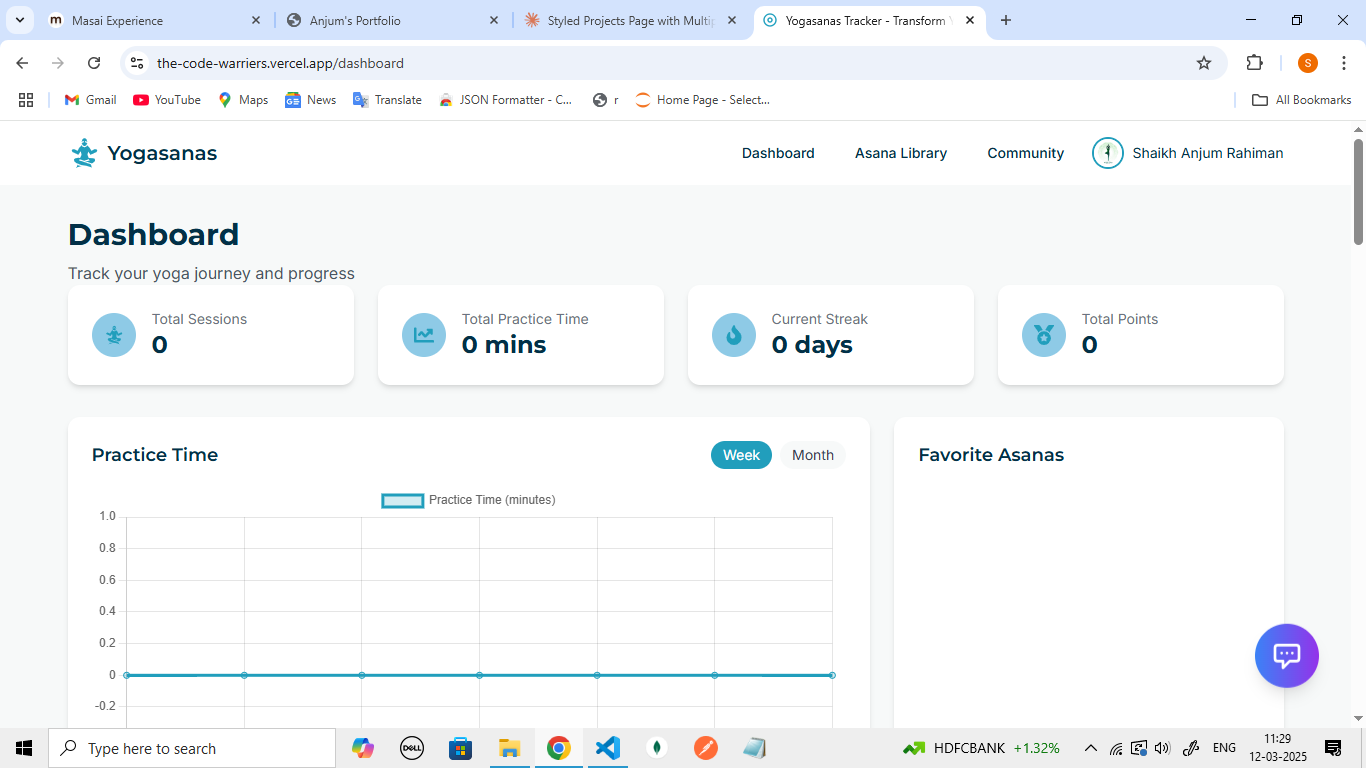 Masai Experience
Anjum's Portfolio
Styled Projects Page with Multip
Yogasanas Tracker - Transform Y
the-code-warriers.vercel.app/dashboard
S
Gmail
YouTube
Maps
News
Translate
JSON Formatter - C...
r
Home Page - Select...
All Bookmarks
Yogasanas
Dashboard
Asana Library
Community
Shaikh Anjum Rahiman
Dashboard
Track your yoga journey and progress
Total Sessions
0
Total Practice Time
0 mins
Current Streak
0 days
Total Points
0
Practice Time
Week
Month
Favorite Asanas
Practice Time (minutes)
1.0
0.8
0.6
0.4
0.2
0
-0.2
Type here to search
DELL
HDFCBANK +1.32%
ENG
11:29
12-03-2025